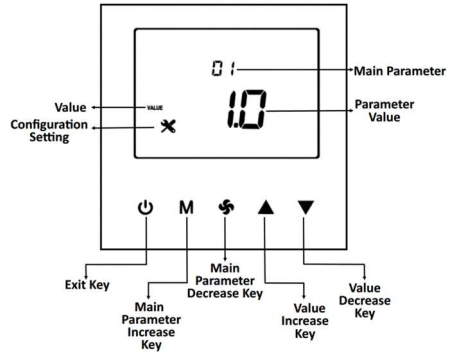 01
Main Parameter
Value
VALUE
1.0
Parameter
Value
Configuration
Setting
M
Exit Key
Main
Parameter
Increase
Key
Main
Parameter
Decrease Key
Value
Increase
Key
Value
Decrease
Key